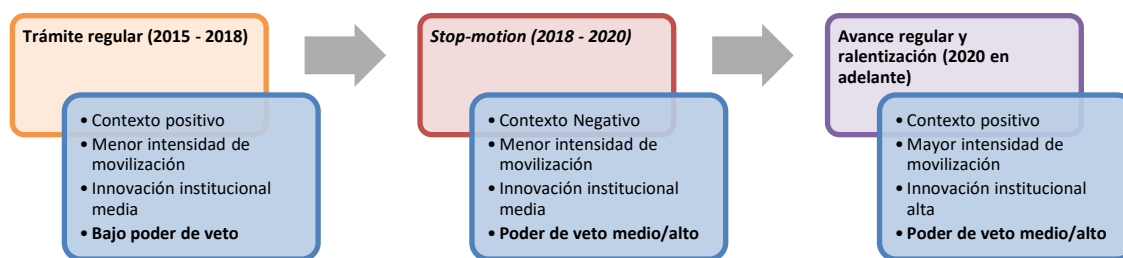 Trámite regular (2015 - 2018)
• Contexto positivo
• Menor intensidad de
movilización
• Innovación institucional
media
• Bajo poder de veto
Stop-motion (2018 - 2020)
• Contexto Negativo
• Menor intensidad de
movilización
• Innovación institucional
media
• Poder de veto medio/alto
Avance regular y
ralentización (2020 en
adelante)
• Contexto positivo
• Mayor intensidad de
movilización
• Innovación institucional
alta
• Poder de veto medio/alto